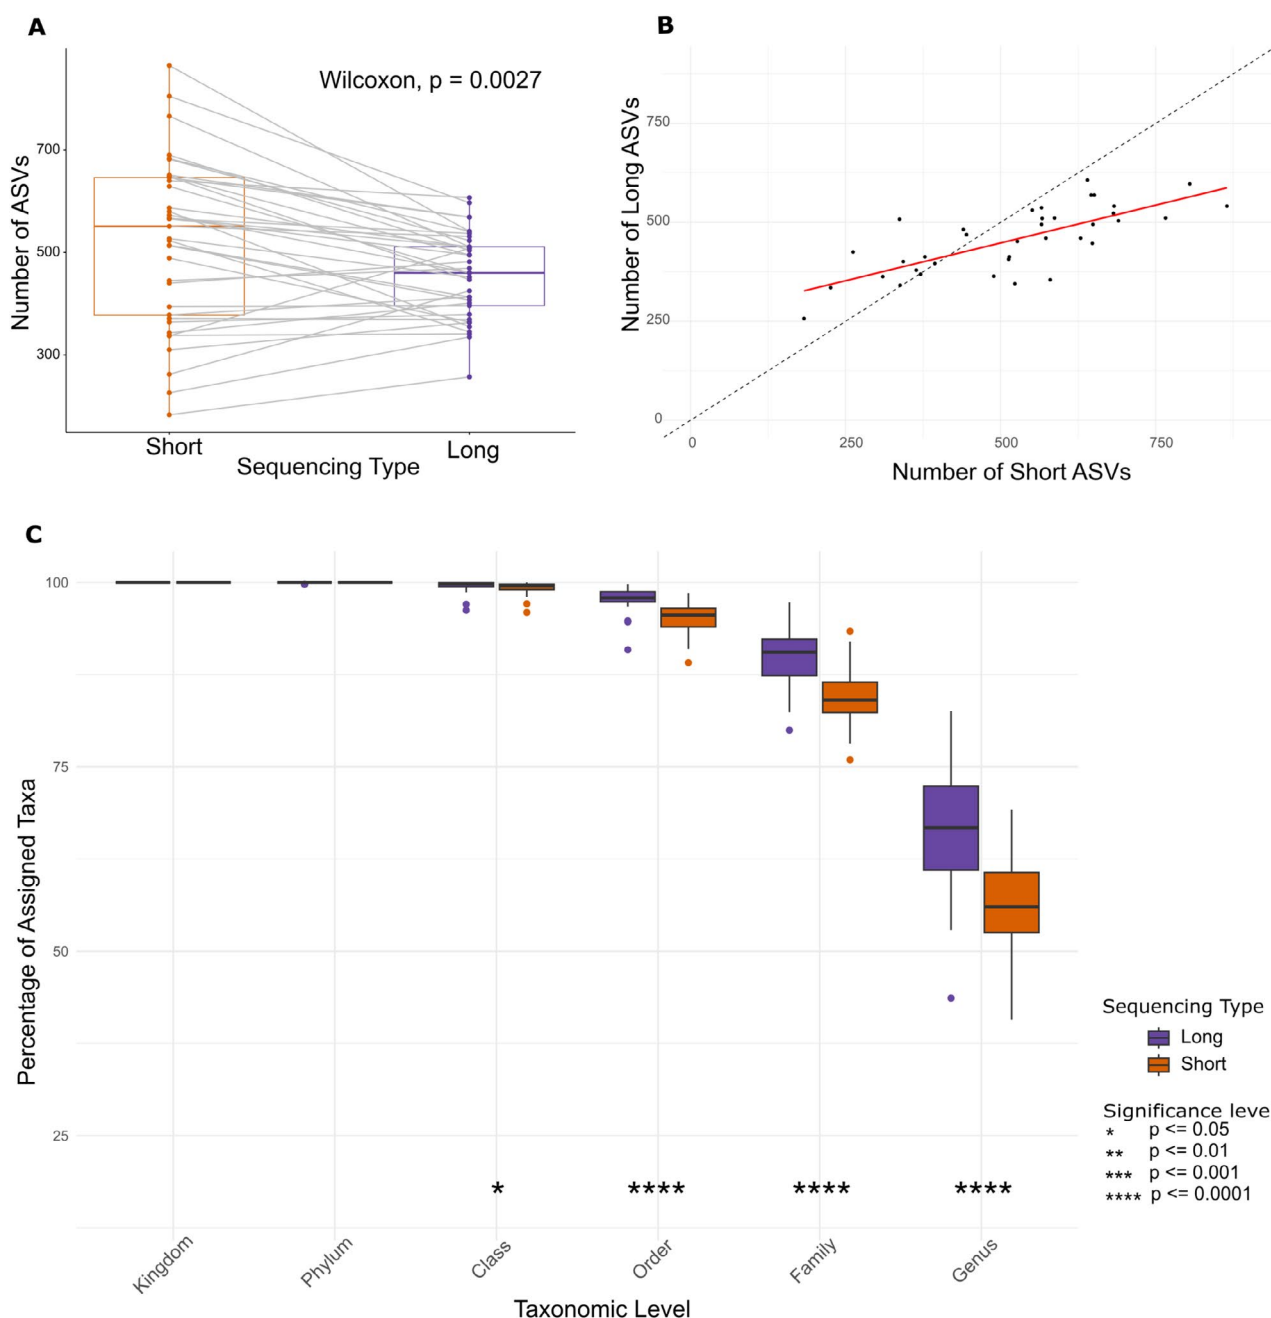 A
Wilcoxon, p = 0.0027
Number of ASVs
700
500
300
Short
Long
Sequencing Type
B
Number of Long ASVs
750
500
250
0
0
250
500
750
Number of Short ASVs
C
Percentage of Assigned Taxa
100
75
50
25
*
****
****
****
Kingdom
Phylum
Class
Order
Family
Genus
Taxonomic Level
Sequencing Type
Long
Short
Significance leve
* p <= 0.05
** p <= 0.01
*** p <= 0.001
**** p <= 0.0001